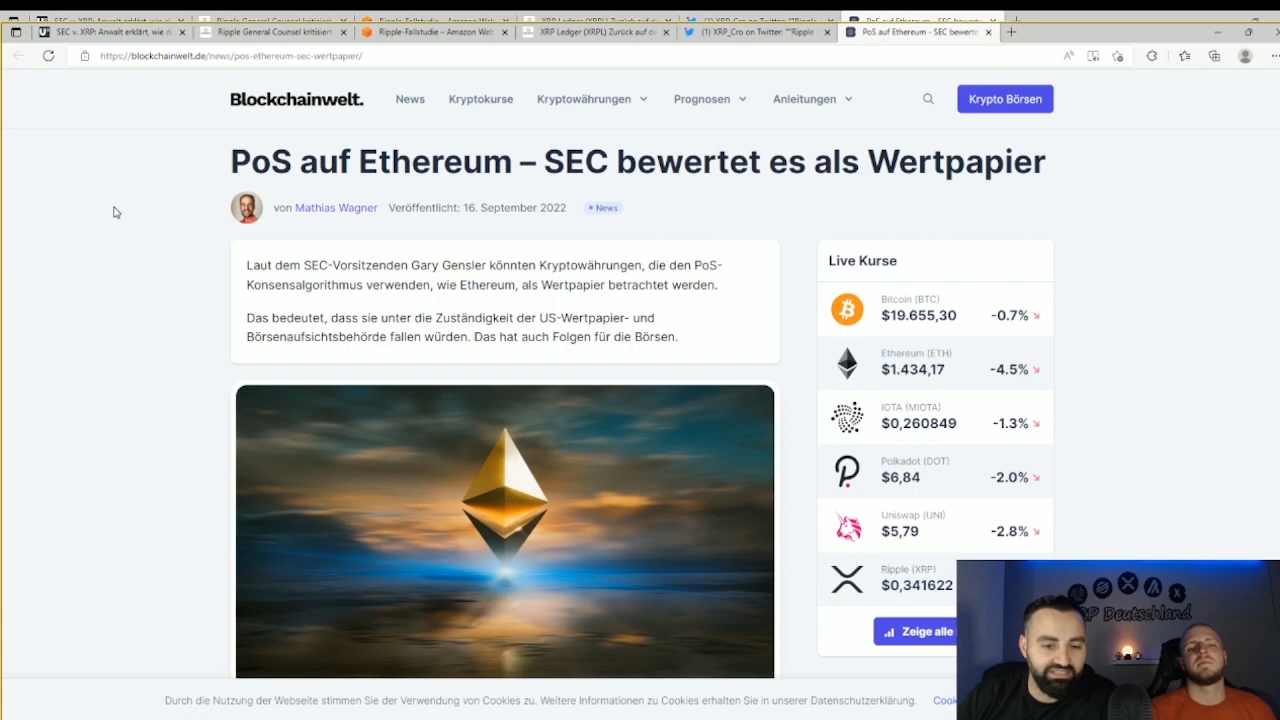 SEC v. XRP: Anwalt erklärt, wie di
Ripple General Counsel kritisiert
Ripple-Fallstudie – Amazon Web
XRP Ledger (XRPL) Zurück auf de
(1) XRP_Cro on Twitter: "'Ripple
PoS auf Ethereum - SEC bewerte
https://blockchainwelt.de/news/pos-ethereum-sec-wertpapier/
Blockchainwelt.
News
Kryptokurse
Kryptowährungen
Prognosen
Anleitungen
Krypto Börsen
PoS auf Ethereum – SEC bewertet es als Wertpapier
von Mathias Wagner Veröffentlicht: 16. September 2022 • News
Laut dem SEC-Vorsitzenden Gary Gensler könnten Kryptowährungen, die den PoS-
Konsensalgorithmus verwenden, wie Ethereum, als Wertpapier betrachtet werden.
Das bedeutet, dass sie unter die Zuständigkeit der US-Wertpapier- und
Börsenaufsichtsbehörde fallen würden. Das hat auch Folgen für die Börsen.
Live Kurse
Bitcoin (BTC)
$19.655,30 -0.7%
Ethereum (ETH)
$1.434,17 -4.5%
IOTA (MIOTA)
$0,260849 -1.3%
Polkadot (DOT)
$6,84 -2.0%
Uniswap (UNI)
$5,79 -2.8%
Ripple (XRP)
$0,341622
Zeige alle
RP Deutschland
Durch die Nutzung der Webseite stimmen Sie der Verwendung von Cookies zu. Weitere Informationen zu Cookies erhalten Sie in unserer Datenschutzerklärung. Cook